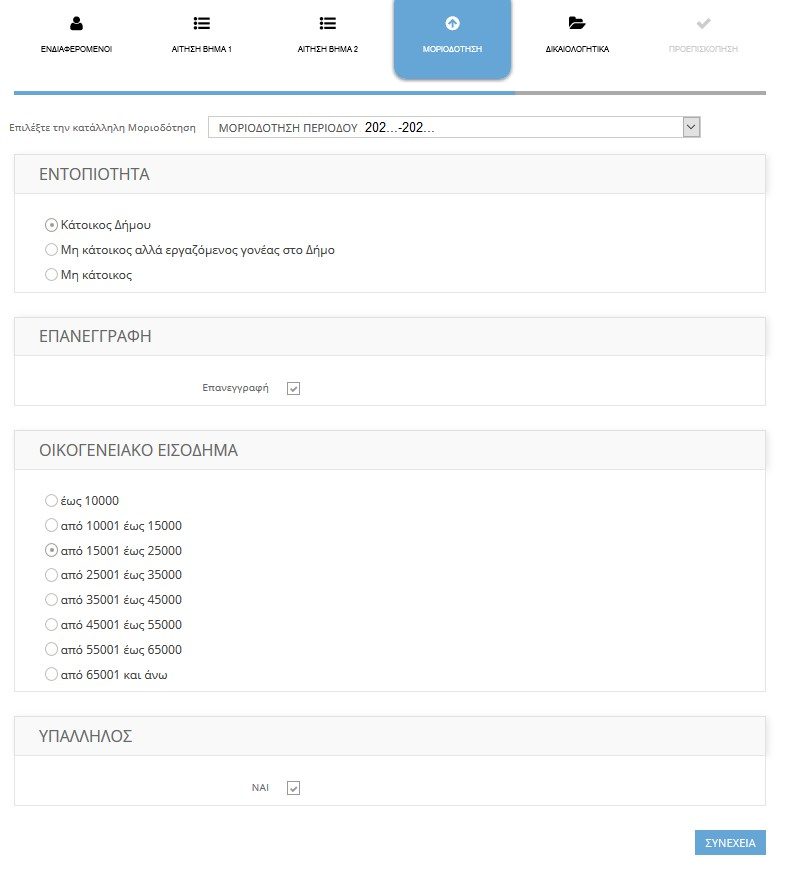 ΕΝΔΙΑΦΕΡΟΜΕΝΟΙ ΑΙΤΗΣΗ ΒΗΜΑ 1 ΑΙΤΗΣΗ ΒΗΜΑ 2 ΜΟΡΙΟΔΟΤΗΣΗ ΔΙΚΑΙΟΛΟΓΗΤΙΚΑ ΠΡΟΕΠΙΣΚΟΠΗΣΗ
Επιλέξτε την κατάλληλη Μοριοδότηση ΜΟΡΙΟΔΟΤΗΣΗ ΠΕΡΙΟΔΟΥ 202...-202...
ΕΝΤΟΠΙΟΤΗΤΑ
Κάτοικος Δήμου
Μη κάτοικος αλλά εργαζόμενος γονέας στο Δήμο
Μη κάτοικος
ΕΠΑΝΕΓΓΡΑΦΗ
Επανεγγραφή
ΟΙΚΟΓΕΝΕΙΑΚΟ ΕΙΣΟΔΗΜΑ
έως 10000
από 10001 έως 15000
από 15001 έως 25000
από 25001 έως 35000
από 35001 έως 45000
από 45001 έως 55000
από 55001 έως 65000
από 65001 και άνω
ΥΠΑΛΛΗΛΟΣ
ΝΑΙ
ΣΥΝΕΧΕΙΑ